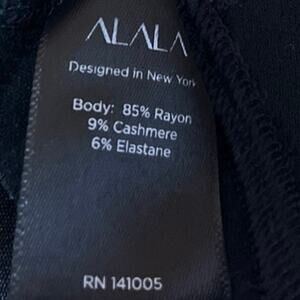 ALALA
Designed in New York
Body: 85% Rayon
9% Cashmere
6% Elastane
RN 141005